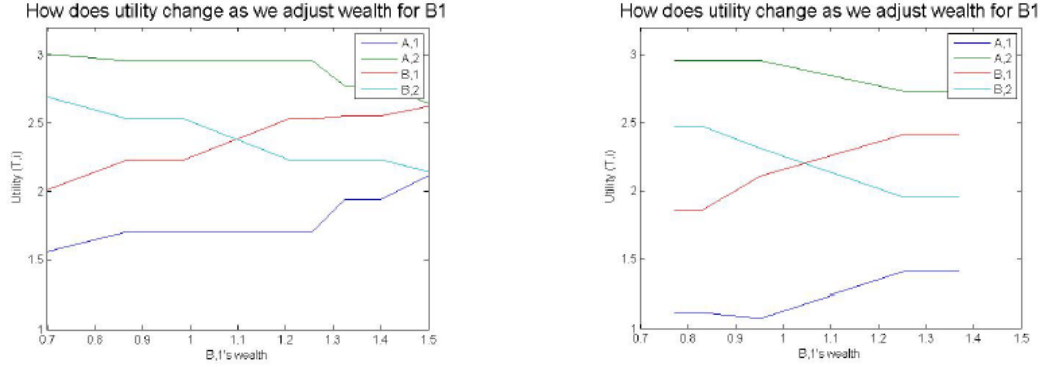 How does utility change as we adjust wealth for B1
A,1
A,2
B,1
B,2
3
2.5
2
1.5
1
Utility (T,i)
0.7
0.8
0.9
1
1.1
1.2
1.3
1.4
1.5
B,1's wealth
How does utility change as we adjust wealth for B1
A,1
A,2
B,1
B,2
3
2.5
2
1.5
1
Utility (T,i)
0.7
0.8
0.9
1
1.1
1.2
1.3
1.4
1.5
B,1's wealth